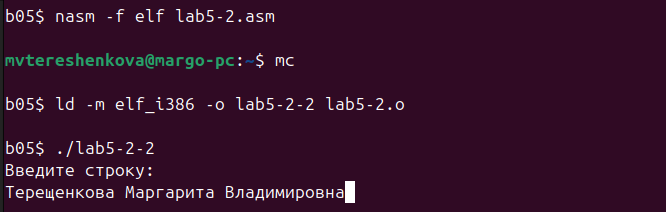 b05$ nasm -f elf lab5-2.asm
mvtereshenkova@margo-pc:~$ mc
b05$ ld -m elf_i386 -o lab5-2-2 lab5-2.o
b05$ ./lab5-2-2
Введите строку:
Терещенкова Маргарита Владимировна